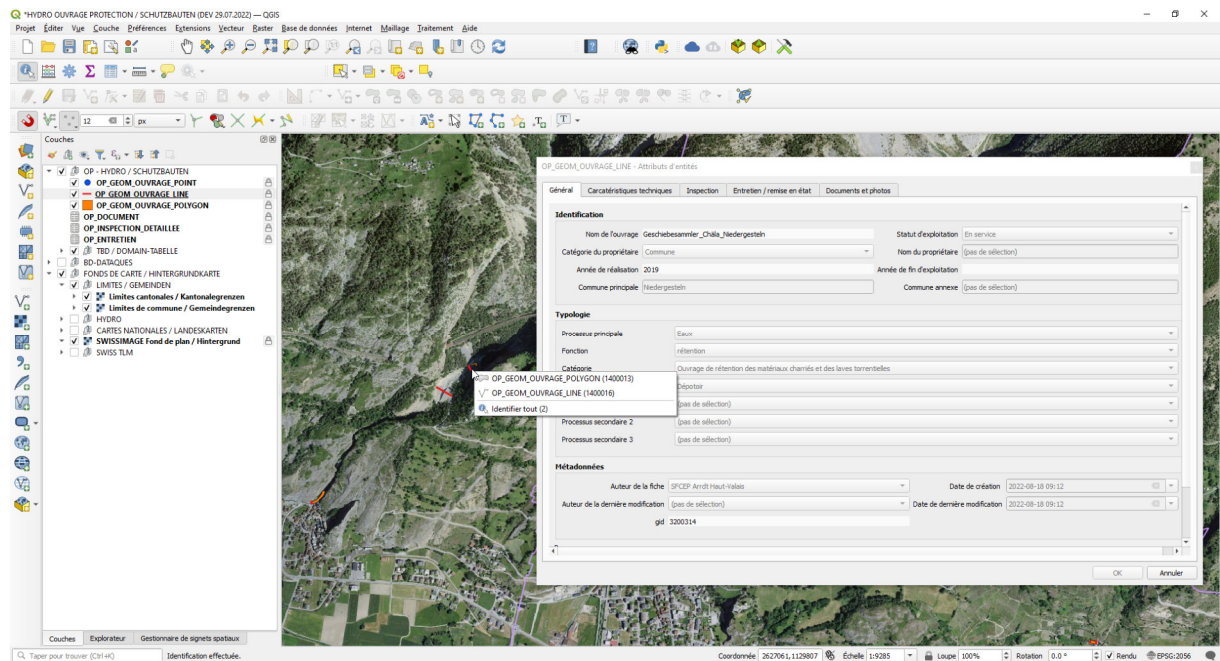 *HYDRO OUVRAGE PROTECTION / SCHUTZBAUTEN (DEV 29.07.2022) — QGIS
Projet Éditer Vue Couche Préférences Extensions Vecteur Raster Base de données Internet Maillage Traitement Aide
12 px
Couches
OP - HYDRO / SCHUTZBAUTEN
OP_GEOM_OUVRAGE_POINT
OP_GEOM_OUVRAGE_LINE
OP_GEOM_OUVRAGE_POLYGON
OP_DOCUMENT
OP_INSPECTION_DETAILLEE
OP_ENTRETIEN
TBD / DOMAIN-TABELLE
BD-DATAQUES
FONDS DE CARTE / HINTERGRUNDKARTE
LIMITES / GEMEINDEN
Limites cantonales / Kantonalegrenzen
Limites de commune / Gemeindegrenzen
HYDRO
CARTES NATIONALES / LANDESKARTEN
SWISSIMAGE Fond de plan / Hintergrund
SWISS TLM
OP_GEOM_OUVRAGE_POLYGON (1400013)
OP_GEOM_OUVRAGE_LINE (1400016)
Identifier tout (2)
OP_GEOM_OUVRAGE_LINE - Attributs d'entités
Général Carcatéristiques techniques Inspection Entretien / remise en état Documents et photos
Identification
Nom de l'ouvrage Geschiebesammler_Chäla_Niedergesteln Statut d'exploitation En service
Catégorie du propriétaire Commune Nom du propriétaire (pas de sélection)
Année de réalisation 2019 Année de fin d'exploitation
Commune principale Niedergesteln Commune annexe (pas de sélection)
Typologie
Processus principale Eaux
Fonction rétention
Catégorie Ouvrage de rétention des matériaux charriés et des laves torrentielles
Dépotoir
(pas de sélection)
Processus secondaire 2 (pas de sélection)
Processus secondaire 3 (pas de sélection)
Métadonnées
Auteur de la fiche SFCEP Arrdt Haut-Valais Date de création 2022-08-18 09:12
Auteur de la dernière modification (pas de sélection) Date de dernière modification 2022-08-18 09:12
gid 3200314
OK Annuler
Couches Explorateur Gestionnaire de signets spatiaux
Taper pour trouver (Ctrl+K) Identification effectuée. Coordonnée 2627061,1129807 Échelle 1:9285 Loupe 100% Rotation 0.0 ° Rendu EPSG:2056